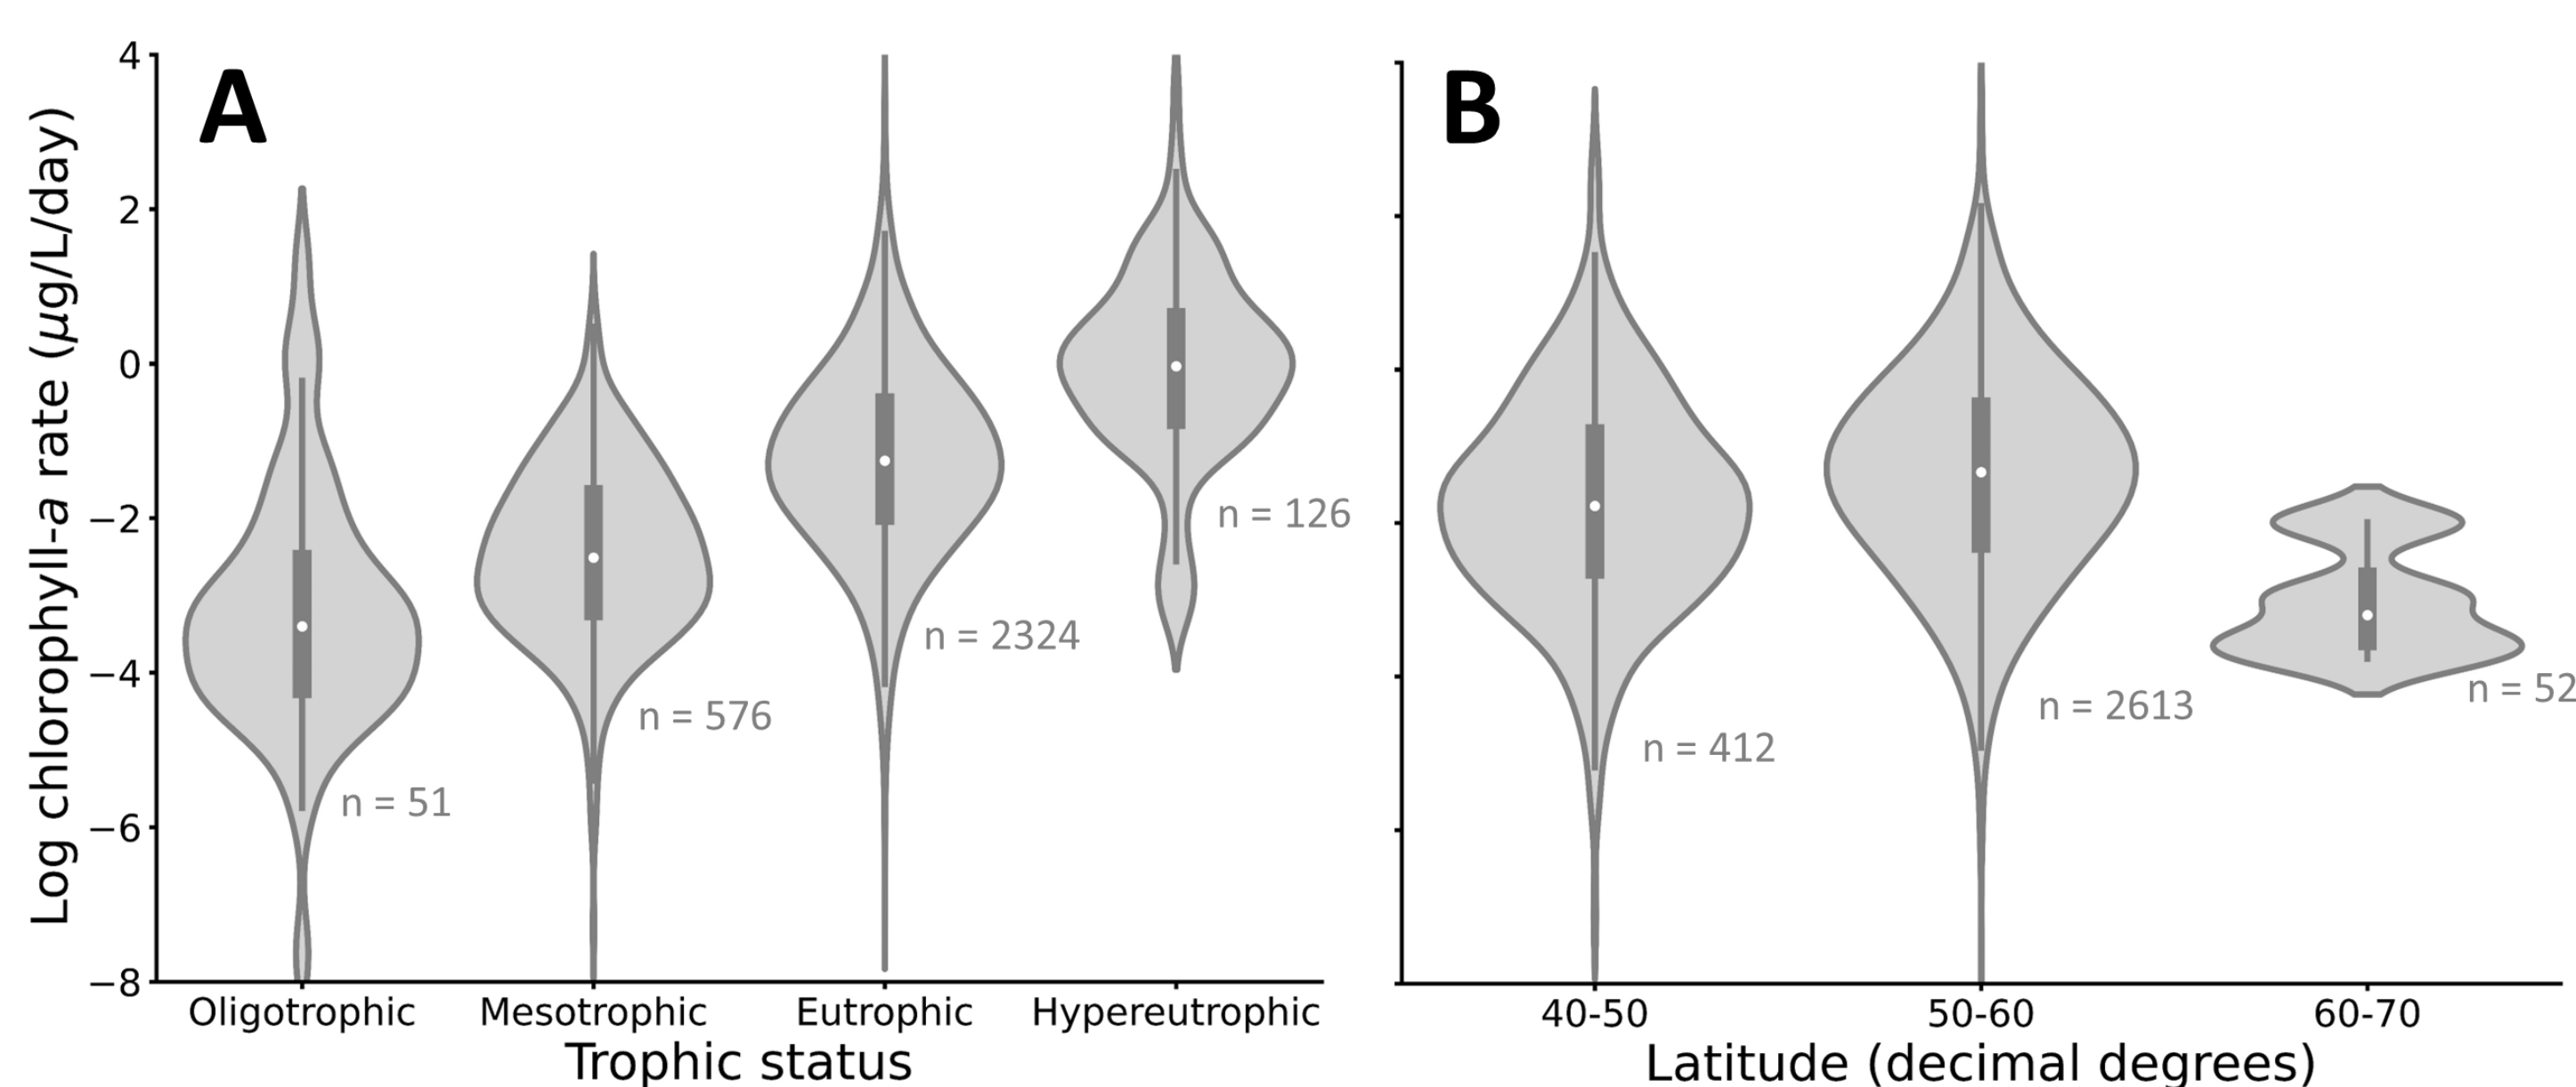 A
B
Log chlorophyll-a rate (μg/L/day)
4
2
0
−2
−4
−6
−8
n = 51
n = 576
n = 2324
n = 126
Oligotrophic
Mesotrophic
Eutrophic
Hypereutrophic
Trophic status
n = 412
n = 2613
n = 52
40-50
50-60
60-70
Latitude (decimal degrees)